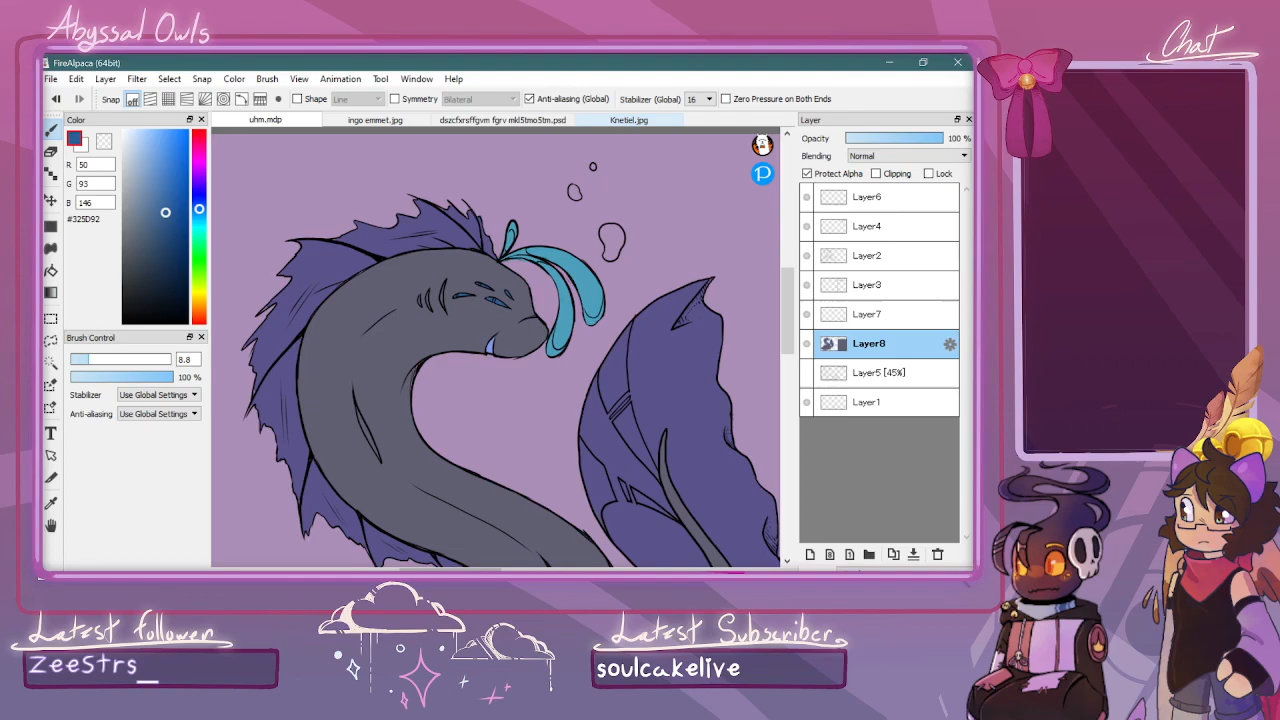 Abyssal Owls
Chat
FireAlpaca (64bit)
File Edit Layer Filter Select Snap Color Brush View Animation Tool Window Help
Snap off Shape Line Symmetry Bilateral Anti-aliasing (Global) Stabilizer (Global) 16 Zero Pressure on Both Ends
Color
uhm.mdp ingo emmet.jpg dszcfxrsffgvm fgrv mkl5tmo5tm.psd Knetiel.jpg
Layer
R 50
G 93
B 146
#325D92
Opacity 100 %
Blending Normal
Protect Alpha Clipping Lock
Layer6
Layer4
Layer2
Layer3
Layer7
Layer8
Layer5 [45%]
Layer1
Brush Control
8.8
100 %
Stabilizer Use Global Settings
Anti-aliasing Use Global Settings
Latest follower
zeestrs_
Latest Subscriber
soulcakelive